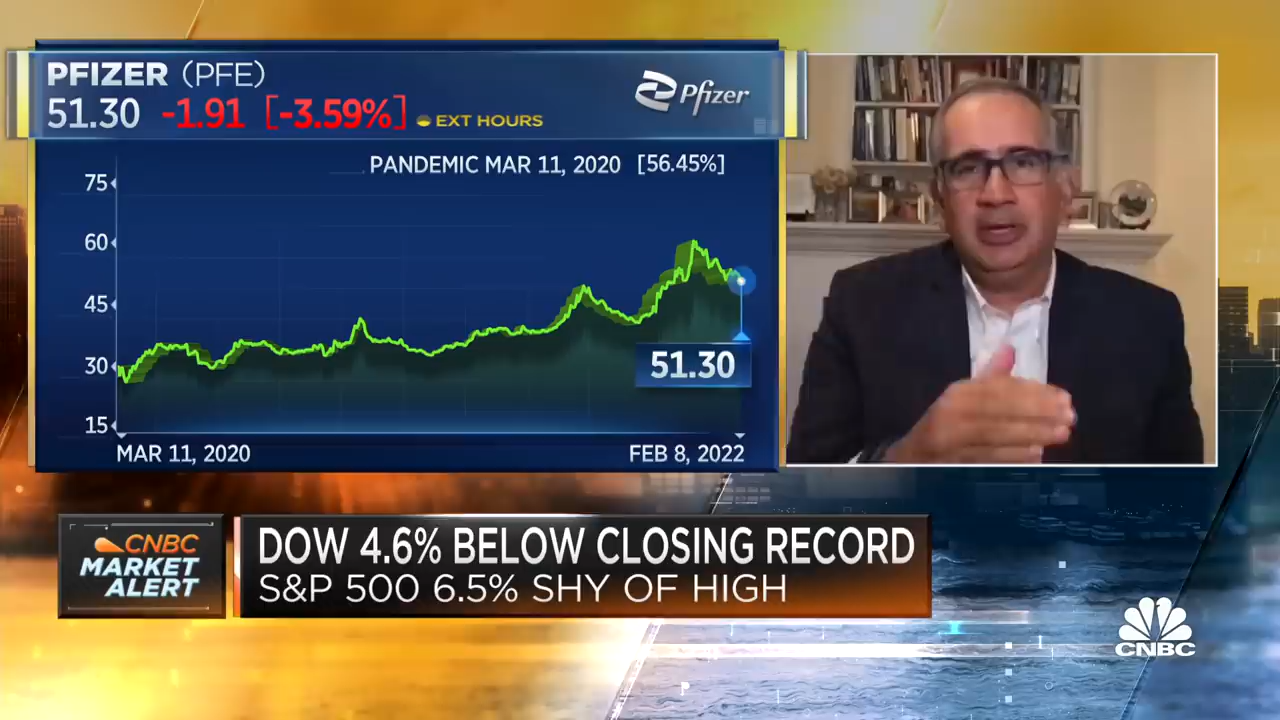 PFIZER (PFE)
51.30 -1.91 [-3.59%] EXT HOURS
Pfizer
PANDEMIC MAR 11, 2020 [56.45%]
75
60
45
30
15
51.30
MAR 11, 2020 FEB 8, 2022
CNBC
MARKET
ALERT
DOW 4.6% BELOW CLOSING RECORD
S&P 500 6.5% SHY OF HIGH
CNBC
P